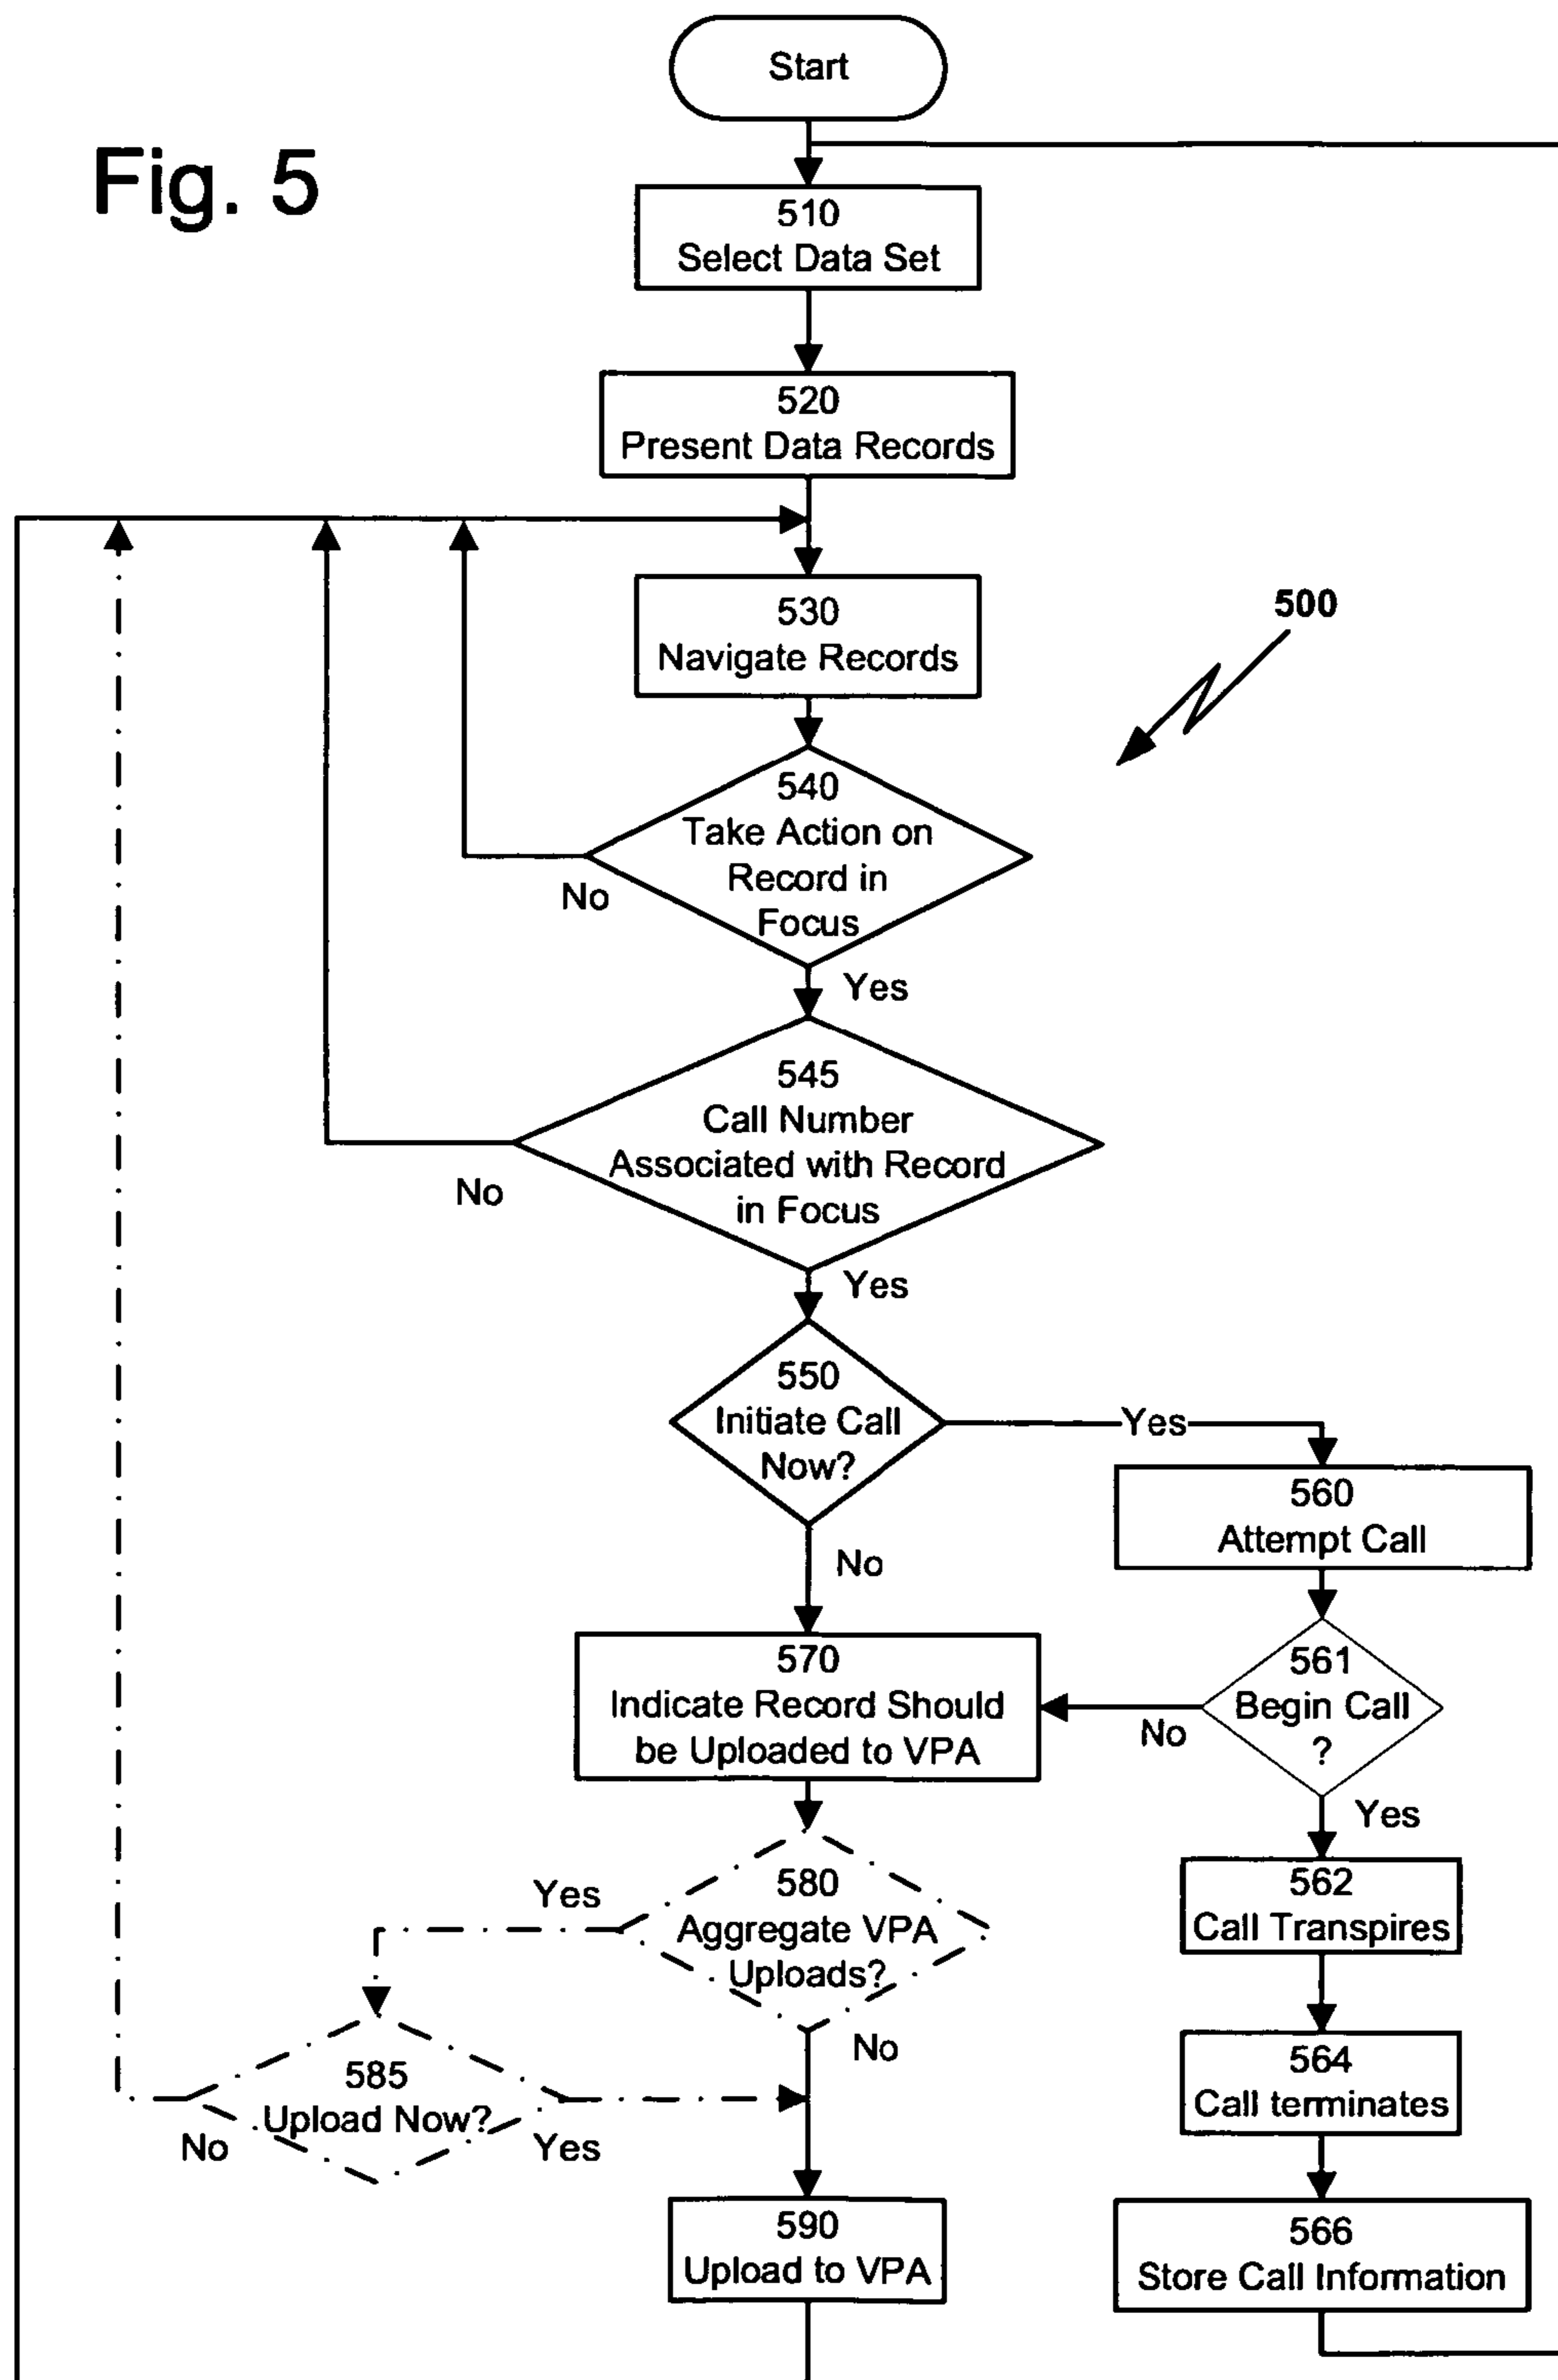 Start
Fig. 5
510
Select Data Set
520
Present Data Records
530
Navigate Records
500
540
Take Action on
Record in
Focus
No
Yes
545
Call Number
Associated with Record
in Focus
No
Yes
550
Initiate Call
Now?
Yes
560
Attempt Call
No
570
Indicate Record Should
be Uploaded to VPA
561
Begin Call
?
No
Yes
580
Aggregate VPA
Uploads?
Yes
562
Call Transpires
No
585
Upload Now?
No
Yes
564
Call terminates
590
Upload to VPA
566
Store Call Information